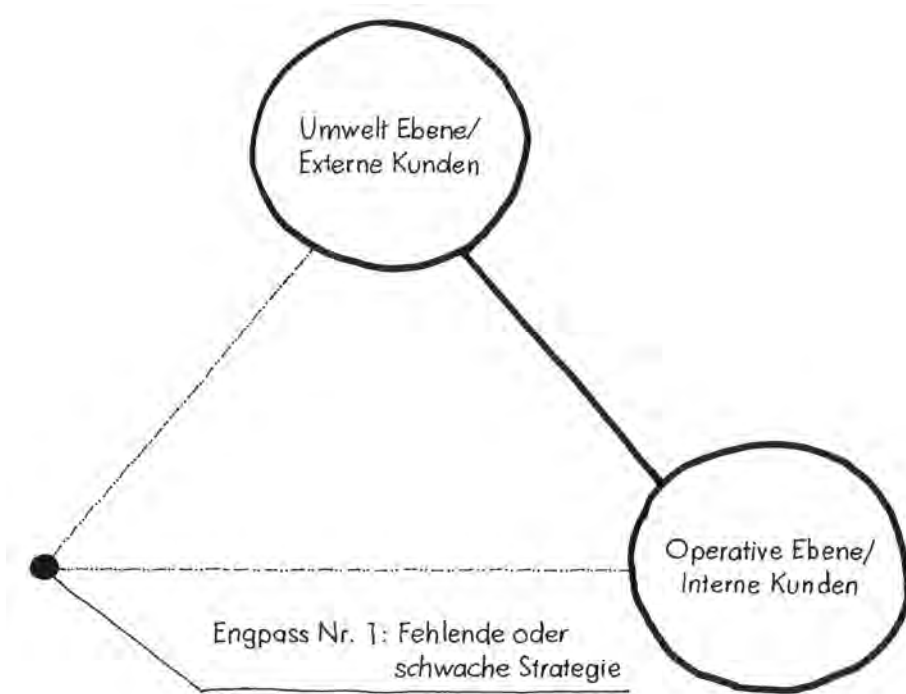 Umwelt Ebene/
Externe Kunden
Operative Ebene/
Interne Kunden
Engpass Nr. 1: Fehlende oder
schwache Strategie